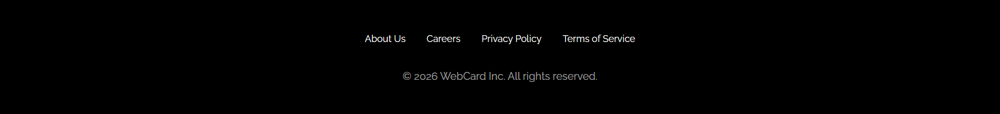 About Us Careers Privacy Policy Terms of Service
© 2026 WebCard Inc. All rights reserved.